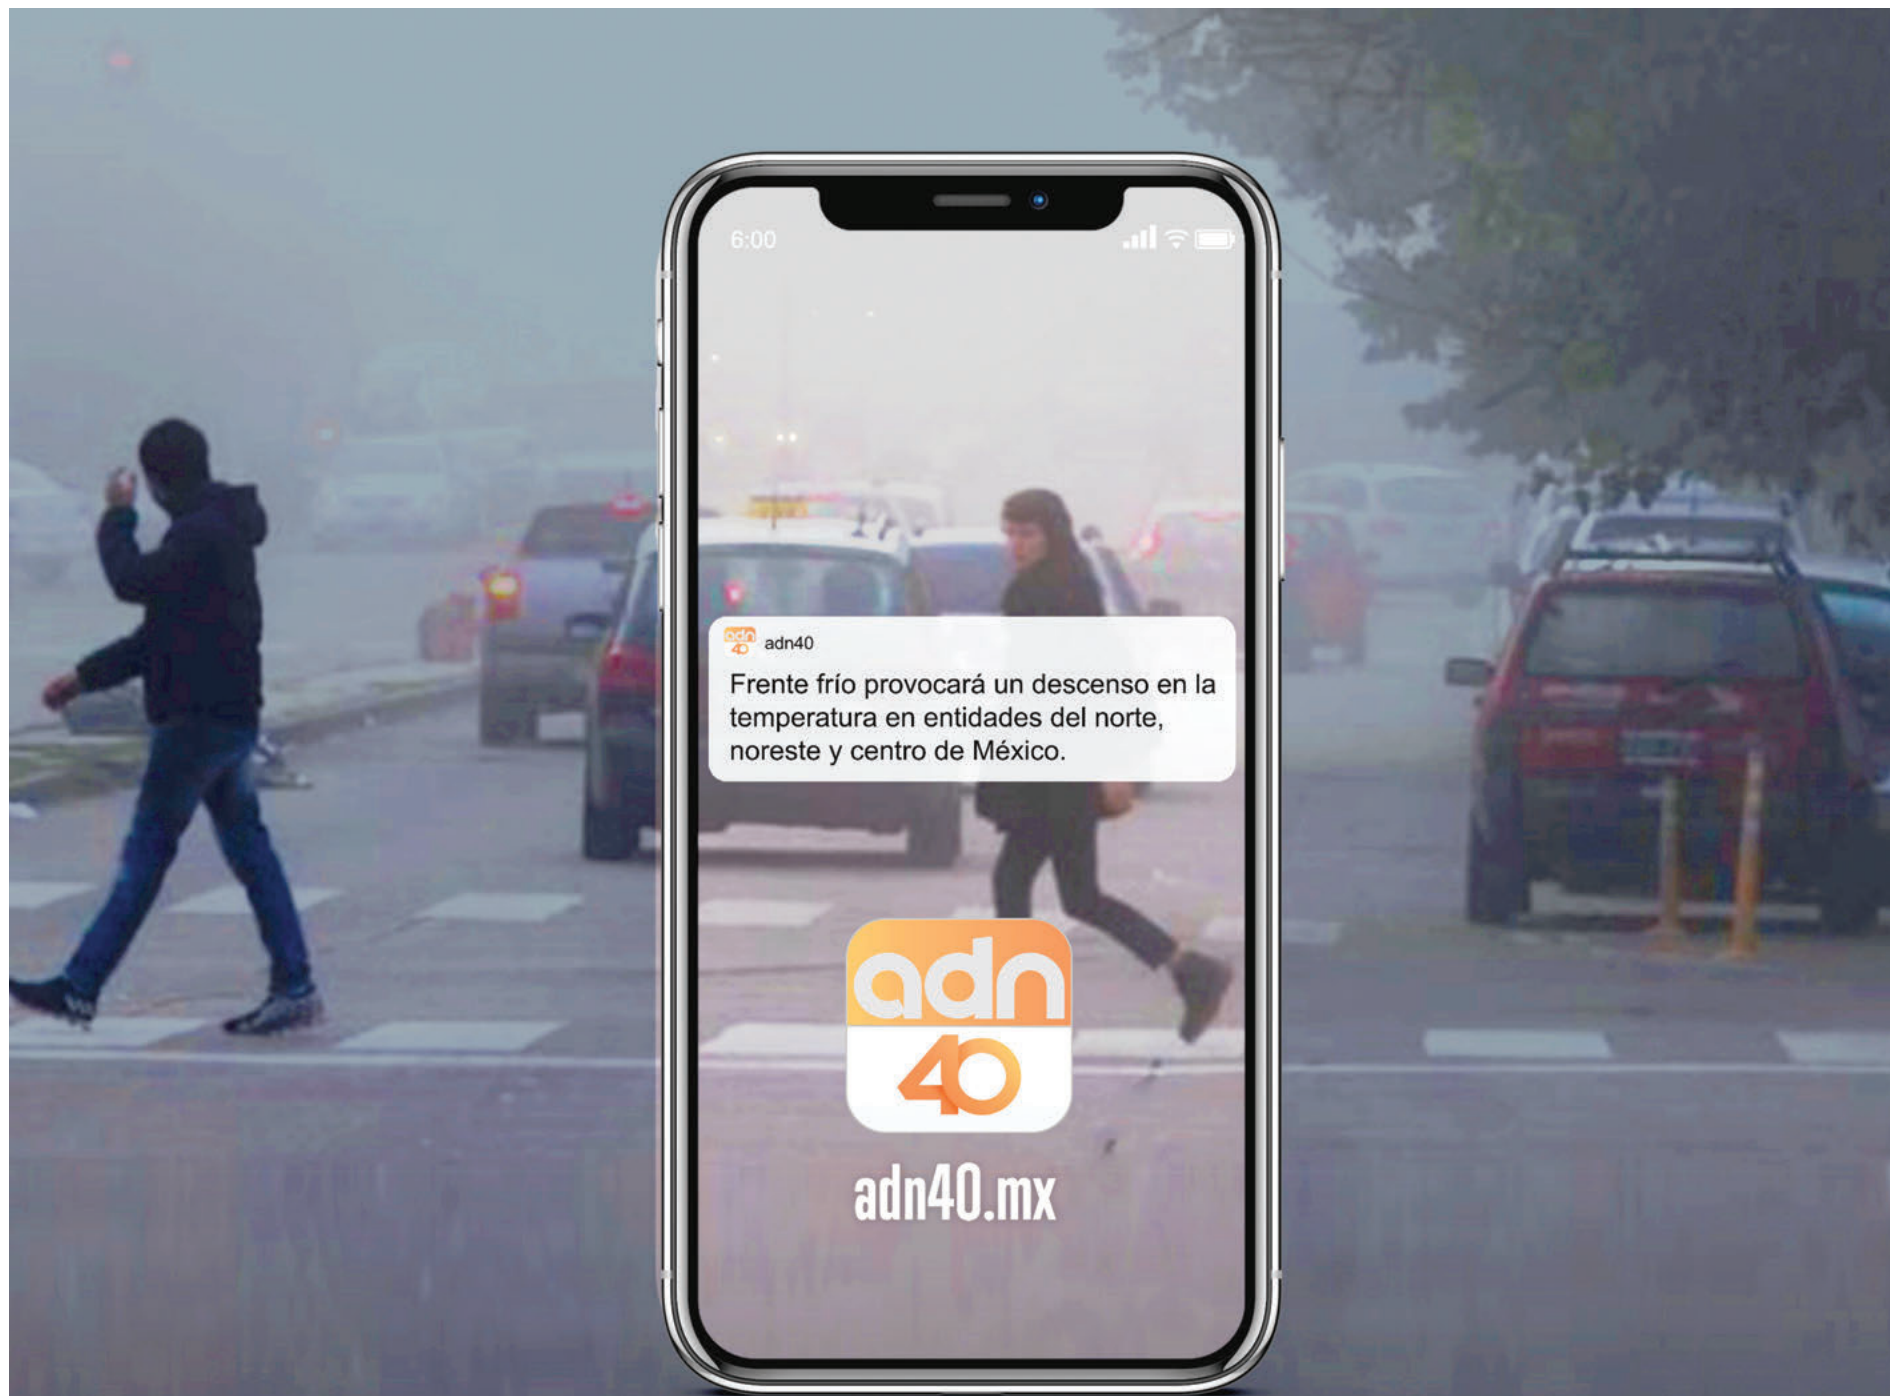 6:00
adn40
adn40
Frente frío provocará un descenso en la
temperatura en entidades del norte,
noreste y centro de México.
adn
40
adn40.mx